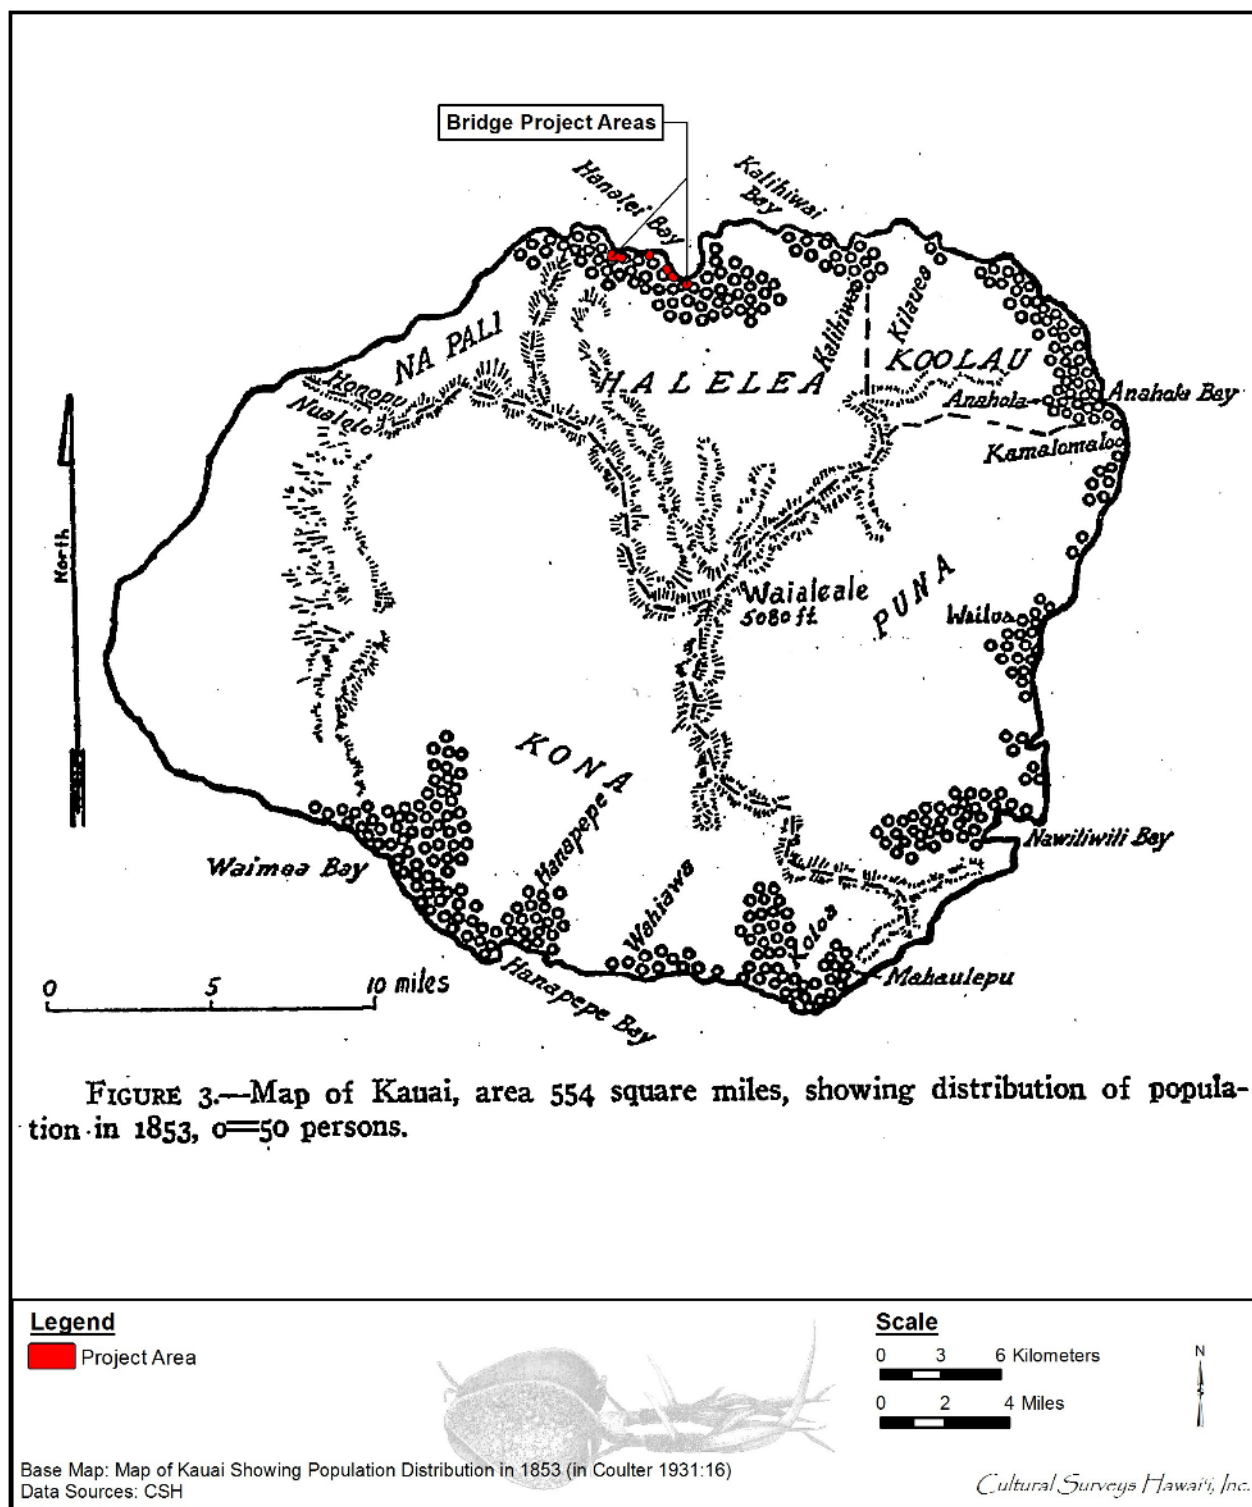 Bridge Project Areas
Hanalei Bay
Kalihiwai
Bay
NA PALI
Honopu
Nualolo
HALELEA
Kalihiwai
Kilauea
KOOLAU
Anahola
Anahola Bay
Kamalomaloo
North
Waialeale
5080 ft.
PUNA
Wailua
KONA
Hanapepe
Waimea Bay
Wahiawa
Koloa
Nawiliwili Bay
Mahaulepu
Hanapepe Bay
0 5 10 miles
FIGURE 3.—Map of Kauai, area 554 square miles, showing distribution of popula-
tion in 1853, o=50 persons.
Legend
Project Area
Scale
0 3 6 Kilometers
0 2 4 Miles
N
S
Base Map: Map of Kauai Showing Population Distribution in 1853 (in Coulter 1931:16)
Data Sources: CSH
Cultural Surveys Hawai‘i, Inc.